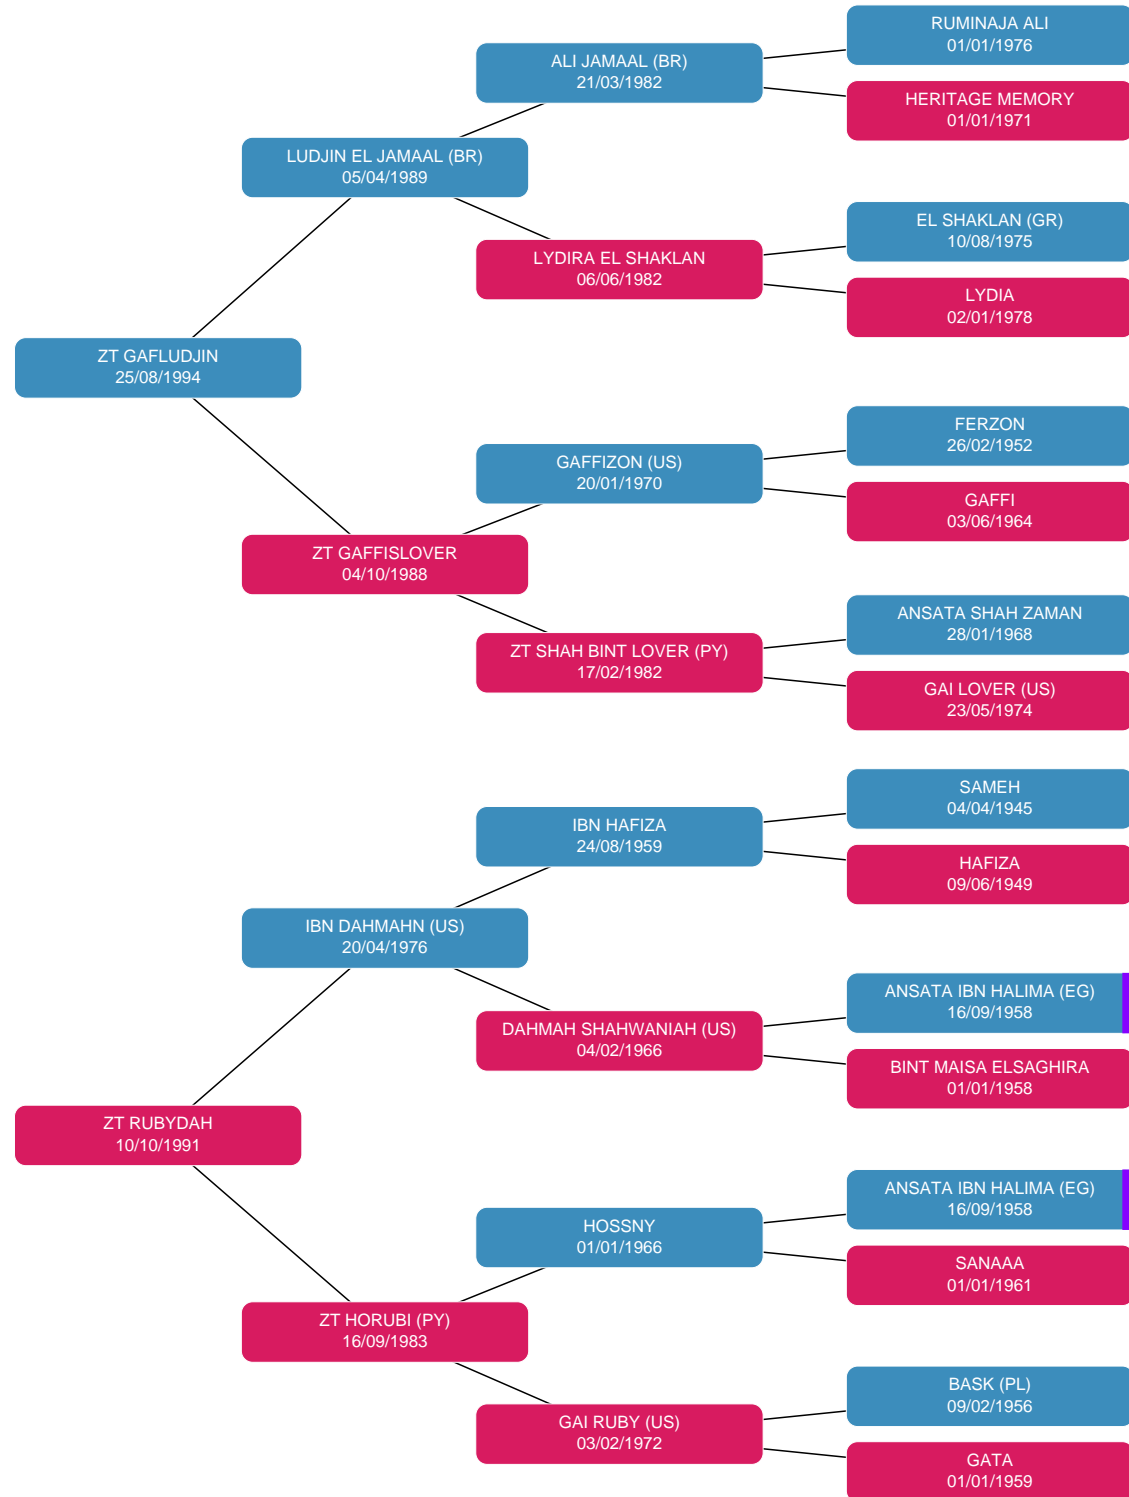 RUMINAJA ALI
01/01/1976
ALI JAMAAL (BR)
21/03/1982
HERITAGE MEMORY
01/01/1971
LUDJIN EL JAMAAL (BR)
05/04/1989
EL SHAKLAN (GR)
10/08/1975
LYDIRA EL SHAKLAN
06/06/1982
LYDIA
02/01/1978
ZT GAFLUDJIN
25/08/1994
FERZON
26/02/1952
GAFFIZON (US)
20/01/1970
GAFFI
03/06/1964
ZT GAFFISLOVER
04/10/1988
ANSATA SHAH ZAMAN
28/01/1968
ZT SHAH BINT LOVER (PY)
17/02/1982
GAI LOVER (US)
23/05/1974
SAMEH
04/04/1945
IBN HAFIZA
24/08/1959
HAFIZA
09/06/1949
IBN DAHMAHN (US)
20/04/1976
ANSATA IBN HALIMA (EG)
16/09/1958
DAHMAH SHAHWANIAH (US)
04/02/1966
BINT MAISA ELSAGHIRA
01/01/1958
ZT RUBYDAH
10/10/1991
ANSATA IBN HALIMA (EG)
16/09/1958
HOSSNY
01/01/1966
SANAAA
01/01/1961
ZT HORUBI (PY)
16/09/1983
BASK (PL)
09/02/1956
GAI RUBY (US)
03/02/1972
GATA
01/01/1959